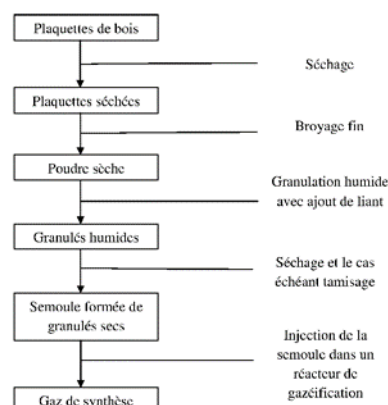 Plaquettes de bois
Séchage
Plaquettes séchées
Broyage fin
Poudre sèche
Granulation humide
avec ajout de liant
Granulés humides
Séchage et le cas
échéant tamisage
Semoule formée de
granulés secs
Injection de la
semoule dans un
réacteur de
gazéification
Gaz de synthèse